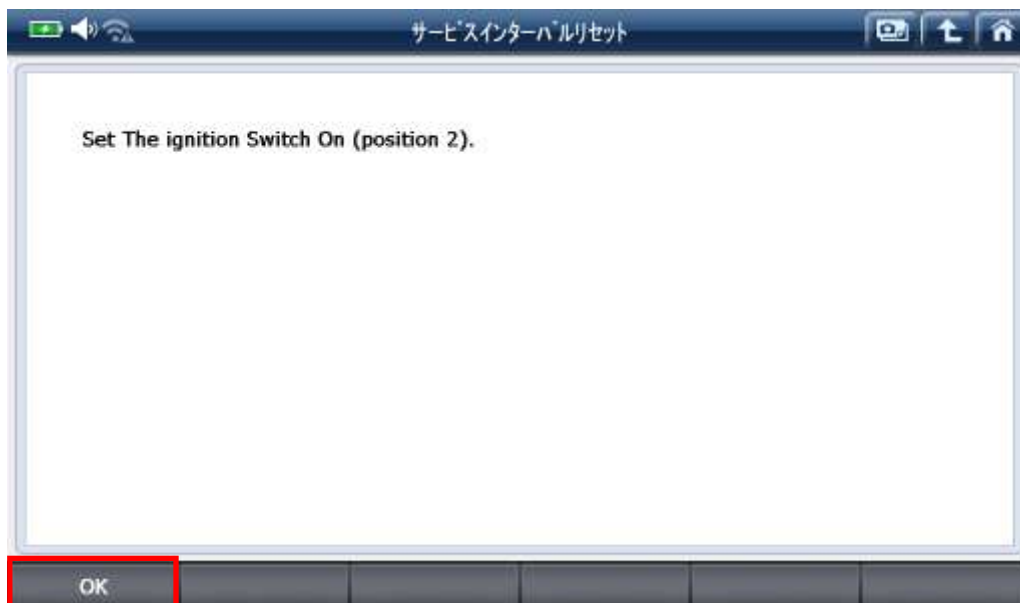 サービスインターバルリセット
Set The ignition Switch On (position 2).
OK